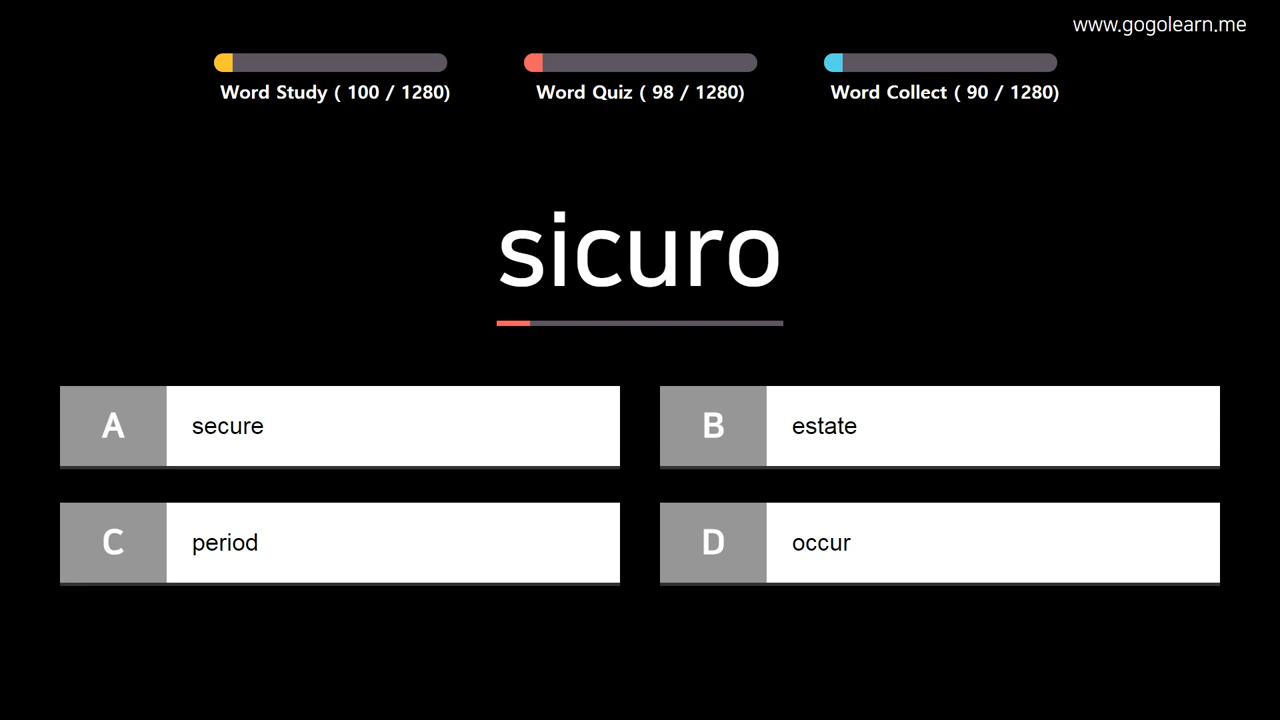 www.gogolearn.me
Word Study ( 100 / 1280)
Word Quiz ( 98 / 1280)
Word Collect ( 90 / 1280)
sicuro
A secure
B estate
C period
D occur